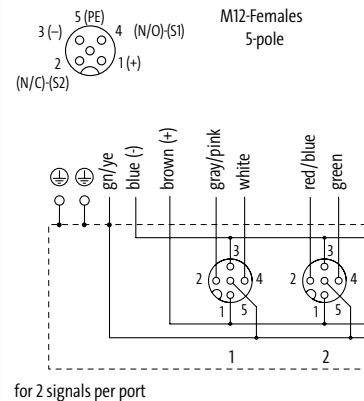 5 (PE)
3 (–)
4 (N/O)-(S1)
2
1 (+)
(N/C)-(S2)
M12-Females
5-pole
gn/ye
blue (-)
brown (+)
gray/pink
white
red/blue
green
3
3
2
4
2
4
1
5
1
5
1
2
for 2 signals per port